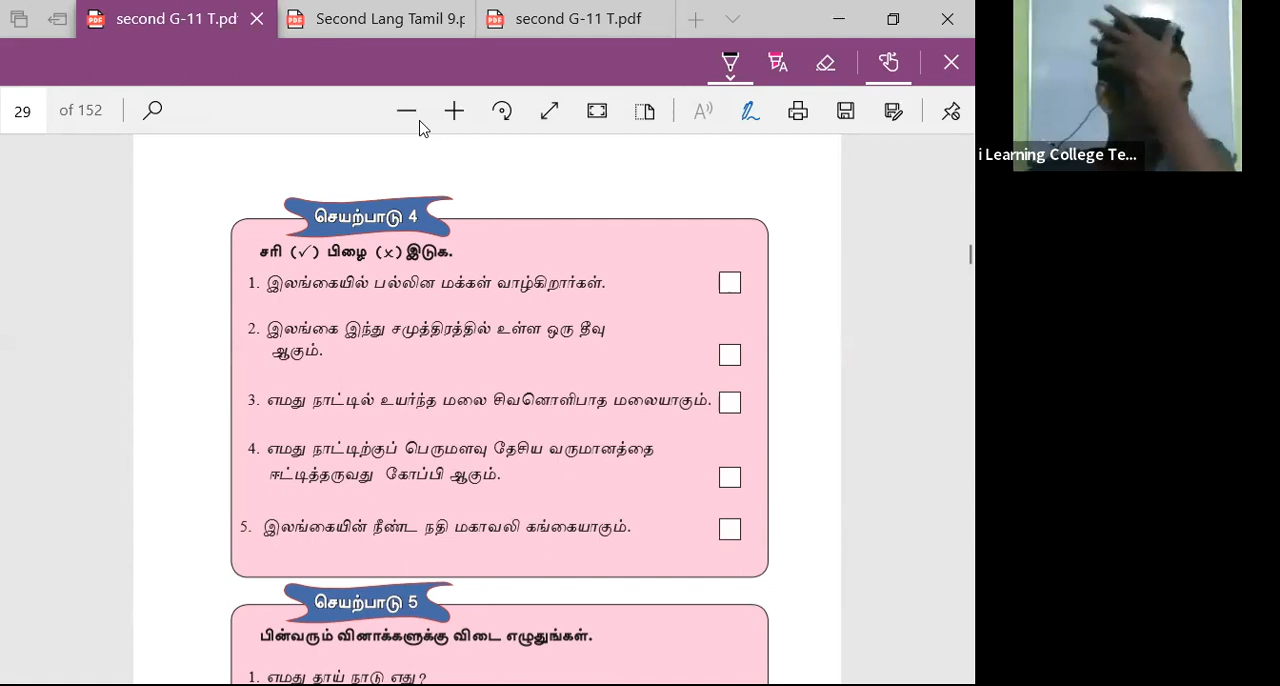 second G-11 T.pd
Second Lang Tamil 9.p
second G-11 T.pdf
29 of 152
i Learning College Te...
செயற்பாடு 4
சரி (✓) பிழை (x) இடுக.
1. இலங்கையில் பல்லின மக்கள் வாழ்கிறார்கள்.
2. இலங்கை இந்து சமுத்திரத்தில் உள்ள ஒரு தீவு
ஆகும்.
3. எமது நாட்டில் உயர்ந்த மலை சிவனொளிபாத மலையாகும்.
4. எமது நாட்டிற்குப் பெருமளவு தேசிய வருமானத்தை
ஈட்டித்தருவது கோப்பி ஆகும்.
5. இலங்கையின் நீண்ட நதி மகாவலி கங்கையாகும்.
செயற்பாடு 5
பின்வரும் வினாக்களுக்கு விடை எழுதுங்கள்.
1. எமது தாய் நாடு எது?